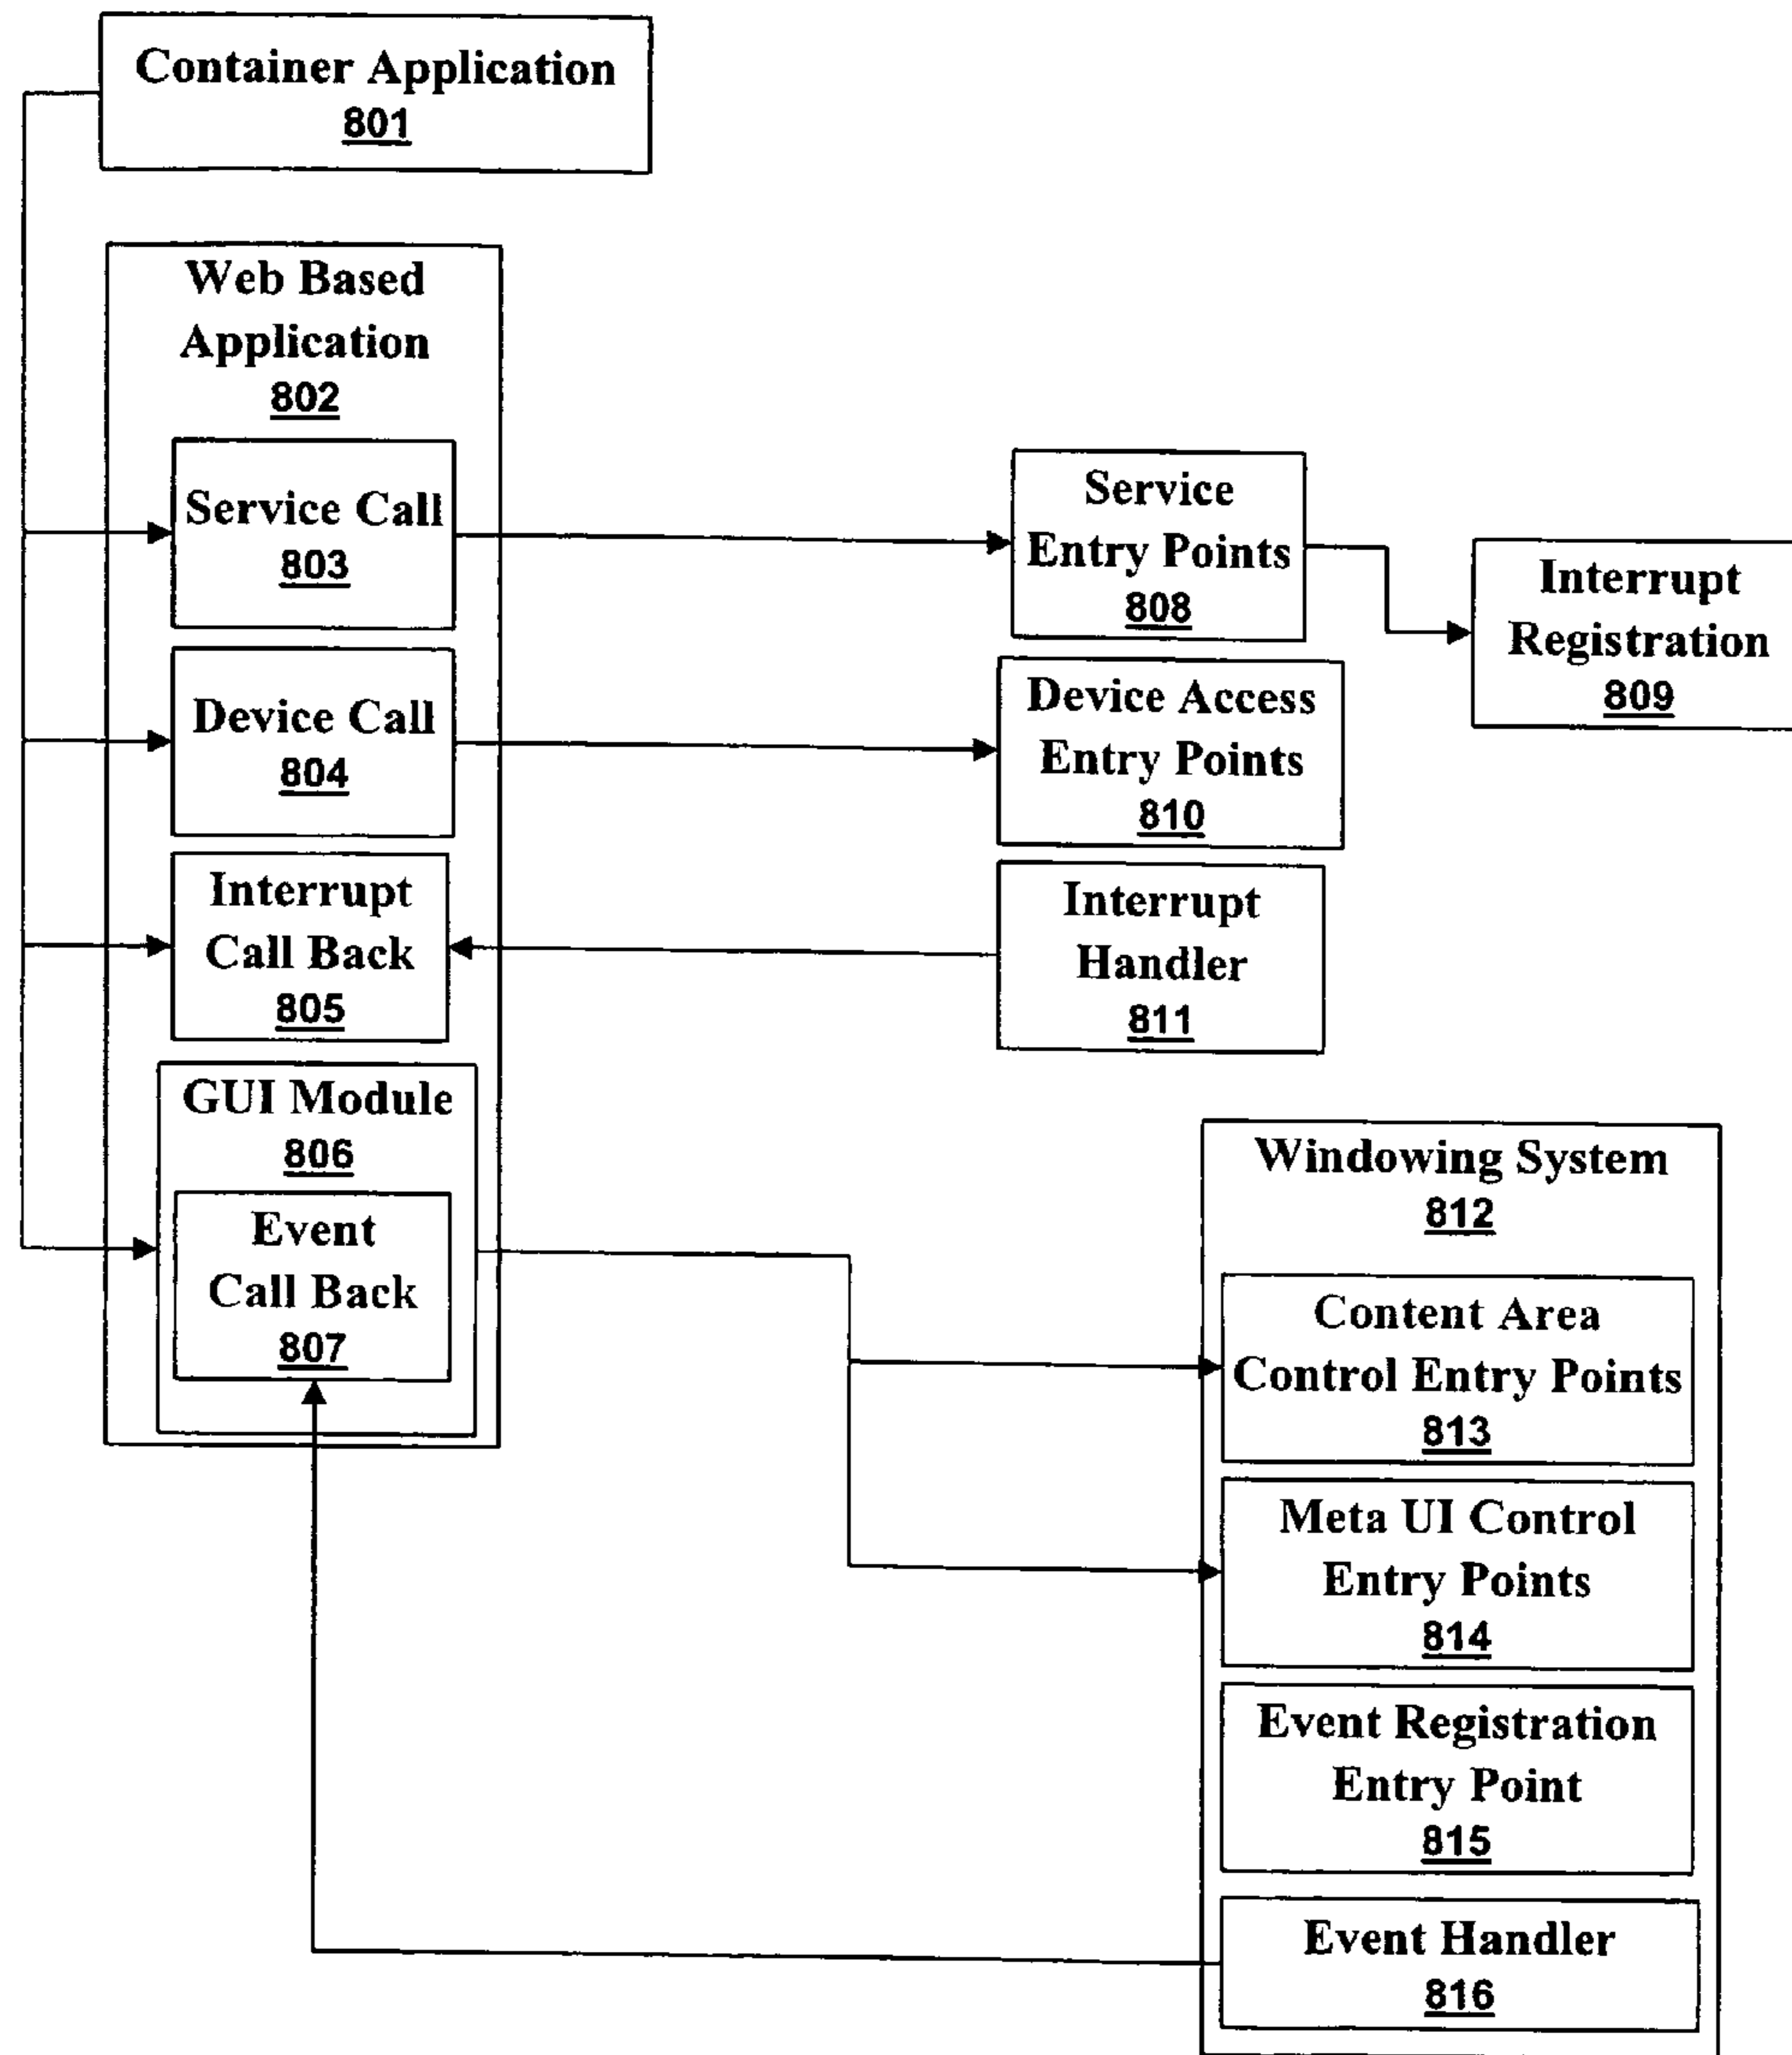 Container Application
801
Web Based
Application
802
Service Call
803
Device Call
804
Interrupt
Call Back
805
GUI Module
806
Event
Call Back
807
Service
Entry Points
808
Interrupt
Registration
809
Device Access
Entry Points
810
Interrupt
Handler
811
Windowing System
812
Content Area
Control Entry Points
813
Meta UI Control
Entry Points
814
Event Registration
Entry Point
815
Event Handler
816